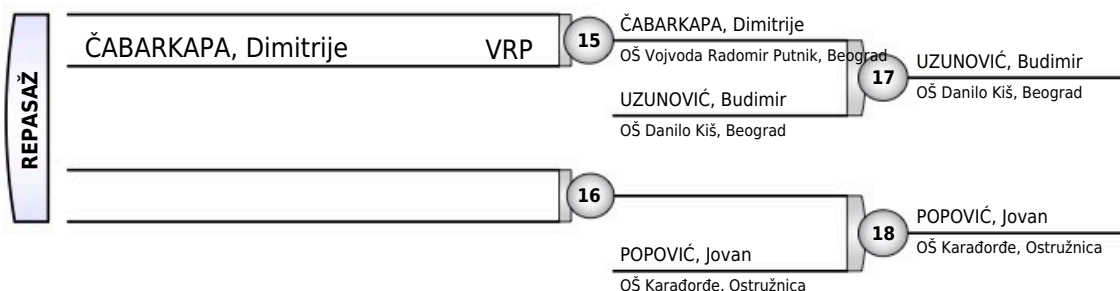 REPASAŽ
ČABARKAPA, Dimitrije VRP
15
ČABARKAPA, Dimitrije
OŠ Vojvoda Radomir Putnik, Beograd
UZUNOVIĆ, Budimir
OŠ Danilo Kiš, Beograd
17
UZUNOVIĆ, Budimir
OŠ Danilo Kiš, Beograd
16
POPOVIĆ, Jovan
OŠ Karađorđe, Ostružnica
18
POPOVIĆ, Jovan
OŠ Karađorđe, Ostružnica